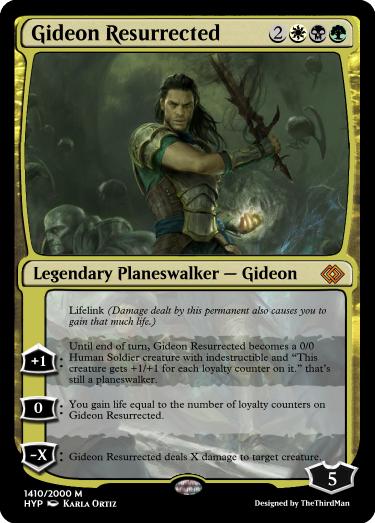 Gideon Resurrected 2
Legendary Planeswalker — Gideon
Lifelink (Damage dealt by this permanent also causes you to
gain that much life.)
Until end of turn, Gideon Resurrected becomes a 0/0
Human Soldier creature with indestructible and “This
+1: creature gets +1/+1 for each loyalty counter on it.” that's
still a planeswalker.
0: You gain life equal to the number of loyalty counters on
Gideon Resurrected.
-X: Gideon Resurrected deals X damage to target creature.
5
1410/2000 M
HYP Karla Ortiz Designed by TheThirdMan